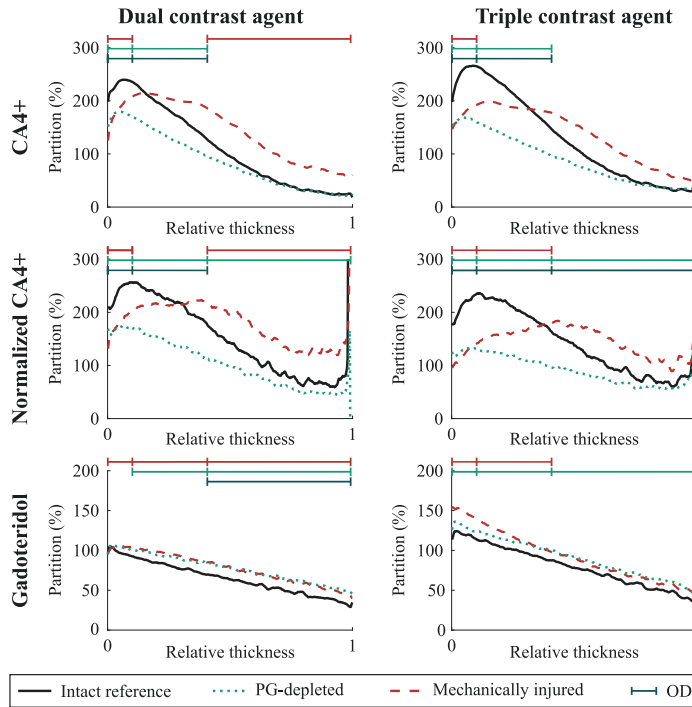 Dual contrast agent
Triple contrast agent
CA4+
Partition (%)
300
200
100
0
0
Relative thickness
1
Partition (%)
300
200
100
0
0
Relative thickness
Normalized CA4+
Partition (%)
300
200
100
0
0
Relative thickness
1
Partition (%)
300
200
100
0
0
Relative thickness
Gadoteridol
Partition (%)
200
150
100
50
0
0
Relative thickness
1
Partition (%)
200
150
100
50
0
0
Relative thickness
Intact reference
PG-depleted
Mechanically injured
OD